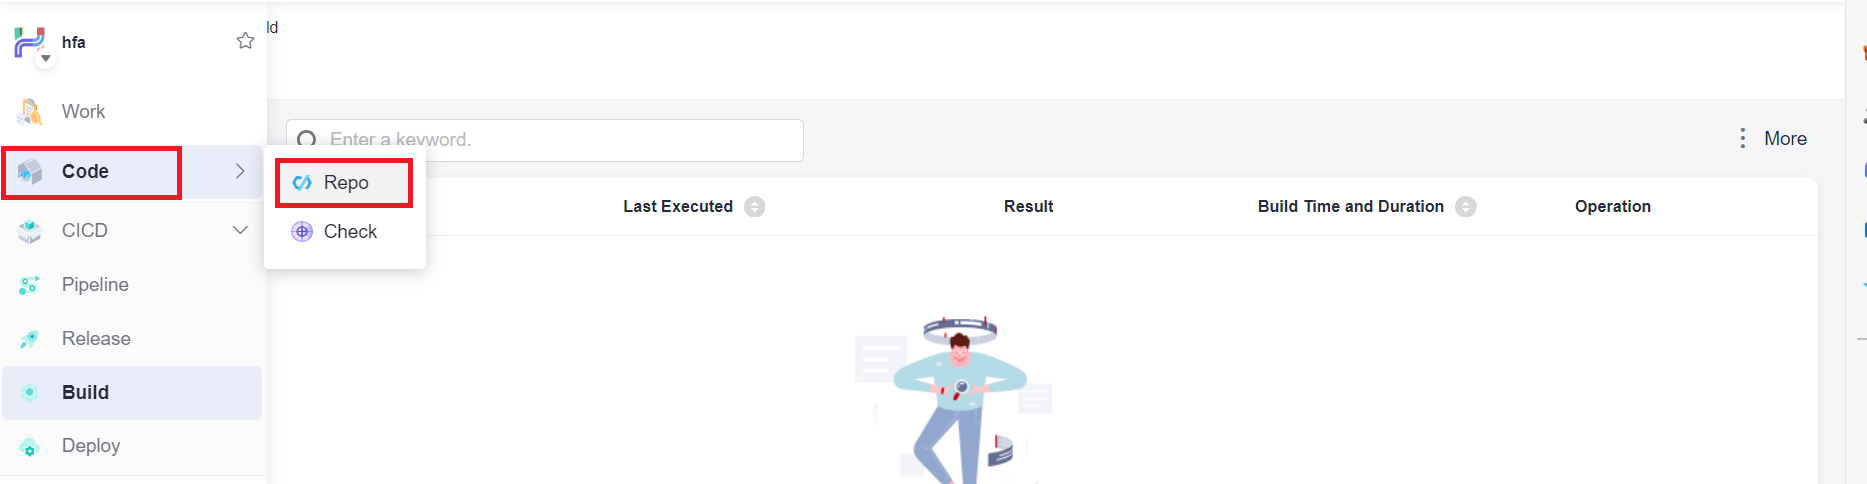 hfa
ld
Work
Enter a keyword.
More
Code
Repo
Check
Last Executed
Result
Build Time and Duration
Operation
CICD
Pipeline
Release
Build
Deploy